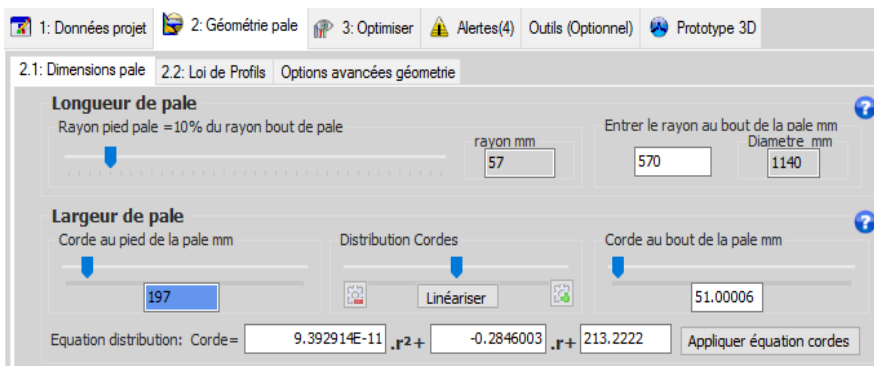 1: Données projet 2: Géométrie pale 3: Optimiser Alertes(4) Outils (Optionnel) Prototype 3D
2.1: Dimensions pale 2.2: Loi de Profils Options avancées géometrie
Longueur de pale
Rayon pied pale =10% du rayon bout de pale
rayon mm
57
Entrer le rayon au bout de la pale mm
Diametre mm
570 1140
Largeur de pale
Corde au pied de la pale mm Distribution Cordes Corde au bout de la pale mm
197 Linéariser 51.00006
Equation distribution: Corde= 9.392914E-11 .r²+ -0.2846003 .r+ 213.2222 Appliquer équation cordes